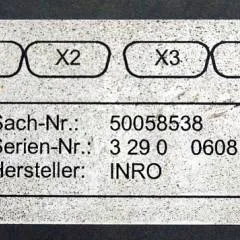 X2 X3
Sach-Nr.: 50058538
Serien-Nr.: 3 29 0 0608
Hersteller: INRO